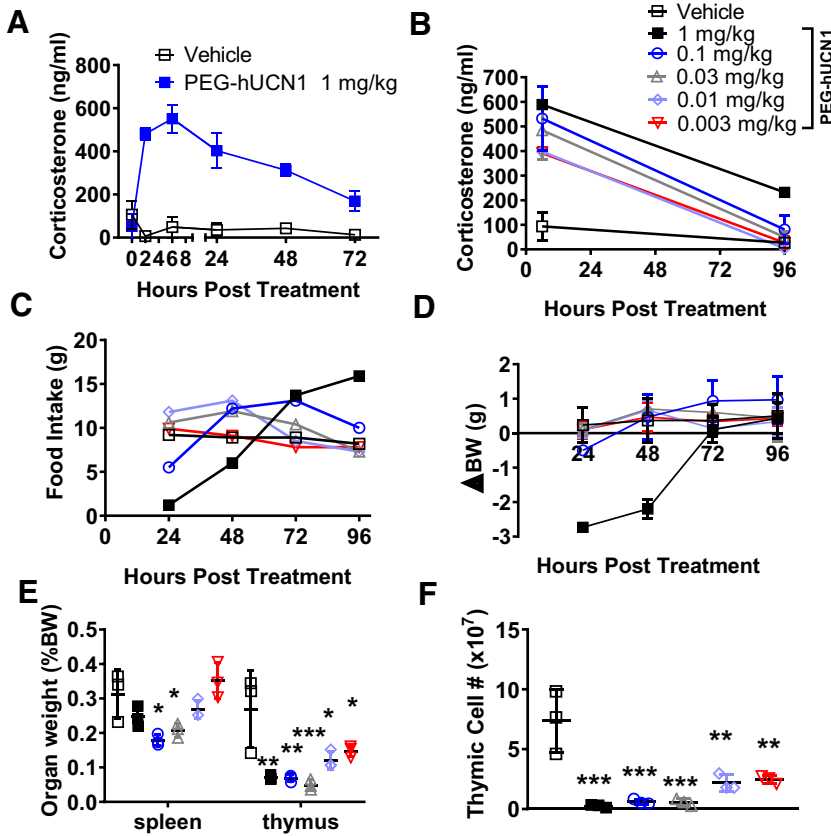 A
Vehicle
PEG-hUCN1 1 mg/kg
Corticosterone (ng/ml)
800
600
400
200
0
0 2 4 6 8 24 48 72
Hours Post Treatment
B
Vehicle
1 mg/kg
0.1 mg/kg
0.03 mg/kg
0.01 mg/kg
0.003 mg/kg
PEG-hUCN1
Corticosterone (ng/ml)
700
600
500
400
300
200
100
0
0 24 48 72 96
Hours Post Treatment
C
Food Intake (g)
20
15
10
5
0
0 24 48 72 96
Hours Post Treatment
D
▲BW (g)
2
1
0
-1
-2
-3
24 48 72 96
Hours Post Treatment
E
Organ weight (%BW)
0.5
0.4
0.3
0.2
0.1
0.0
* * ** ** *** * *
spleen thymus
F
Thymic Cell # (x10⁷)
15
10
5
0
*** *** *** ** **